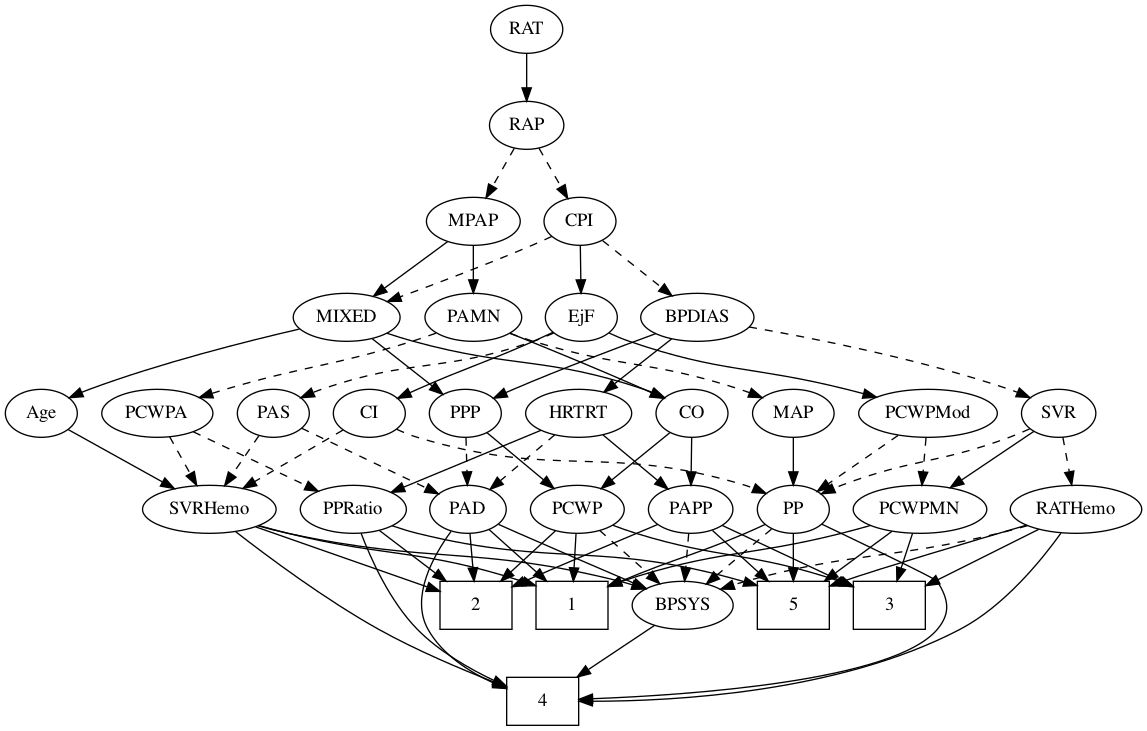 RAT
RAP
MPAP CPI
MIXED PAMN EjF BPDIAS
Age PCWPA PAS CI PPP HRTRT CO MAP PCWPMod SVR
SVRHemo PPRatio PAD PCWP PAPP PP PCWPMN RATHemo
2 1 BPSYS 5 3
4